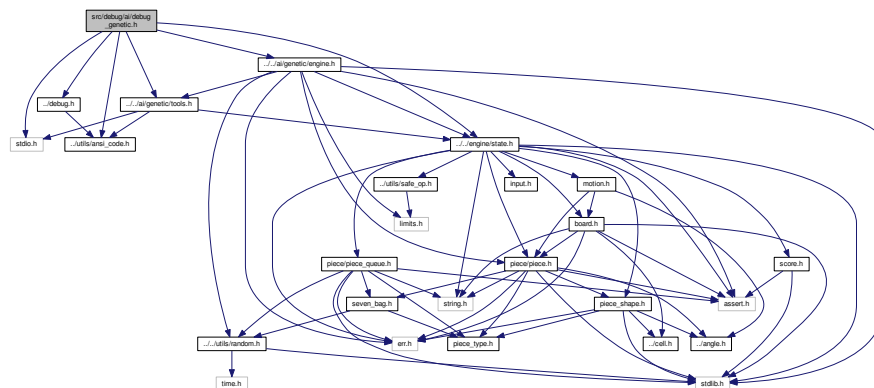 src/debug/ai/debug
_genetic.h
../../ai/genetic/engine.h
../debug.h
../../ai/genetic/tools.h
stdio.h
../utils/ansi_code.h
../../engine/state.h
../utils/safe_op.h
input.h
motion.h
limits.h
board.h
piece/piece_queue.h
piece/piece.h
score.h
seven_bag.h
string.h
piece_shape.h
assert.h
../../utils/random.h
err.h
piece_type.h
../cell.h
../angle.h
time.h
stdlib.h